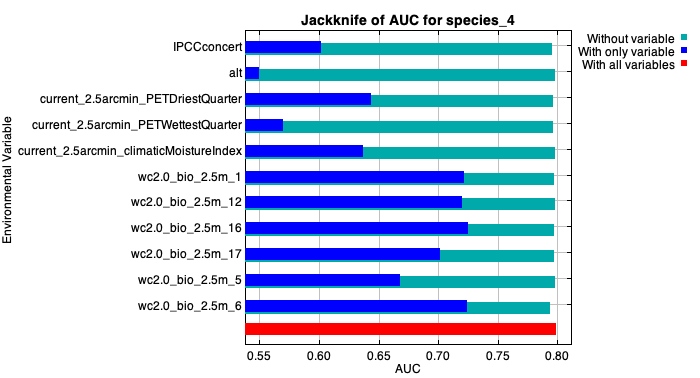 Jackknife of AUC for species_4
Without variable
With only variable
With all variables
Environmental Variable
IPCCconcert
alt
current_2.5arcmin_PETDriestQuarter
current_2.5arcmin_PETWettestQuarter
current_2.5arcmin_climaticMoistureIndex
wc2.0_bio_2.5m_1
wc2.0_bio_2.5m_12
wc2.0_bio_2.5m_16
wc2.0_bio_2.5m_17
wc2.0_bio_2.5m_5
wc2.0_bio_2.5m_6
0.55 0.60 0.65 0.70 0.75 0.80
AUC